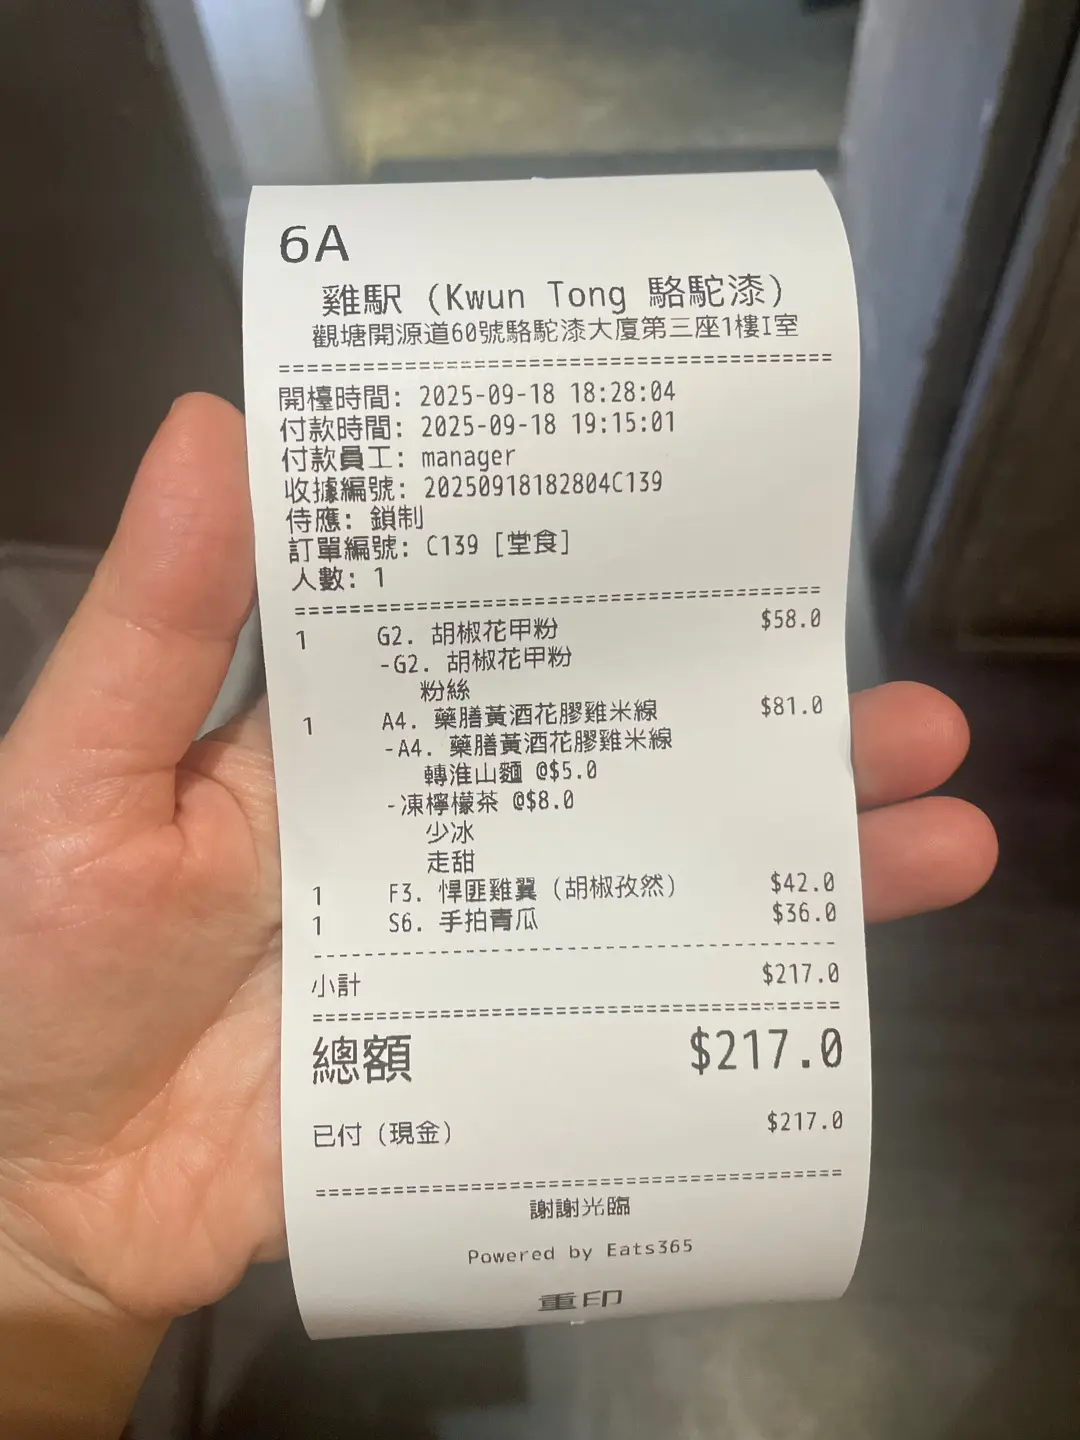 6A
雞駅 (Kwun Tong 駱駝漆)
觀塘開源道60號駱駝漆大廈第三座1樓I室
開檯時間: 2025-09-18 18:28:04
付款時間: 2025-09-18 19:15:01
付款員工: manager
收據編號: 20250918182804C139
侍應: 鎖制
訂單編號: C139 [堂食]
人數: 1
1 G2. 胡椒花甲粉 $58.0
-G2. 胡椒花甲粉
粉絲
1 A4. 藥膳黃酒花膠雞米線 $81.0
-A4. 藥膳黃酒花膠雞米線
轉淮山麵 @$5.0
-凍檸檬茶 @$8.0
少冰
走甜
1 F3. 悍匪雞翼 (胡椒孜然) $42.0
1 S6. 手拍青瓜 $36.0
小計 $217.0
總額 $217.0
已付 (現金) $217.0
謝謝光臨
Powered by Eats365
重印